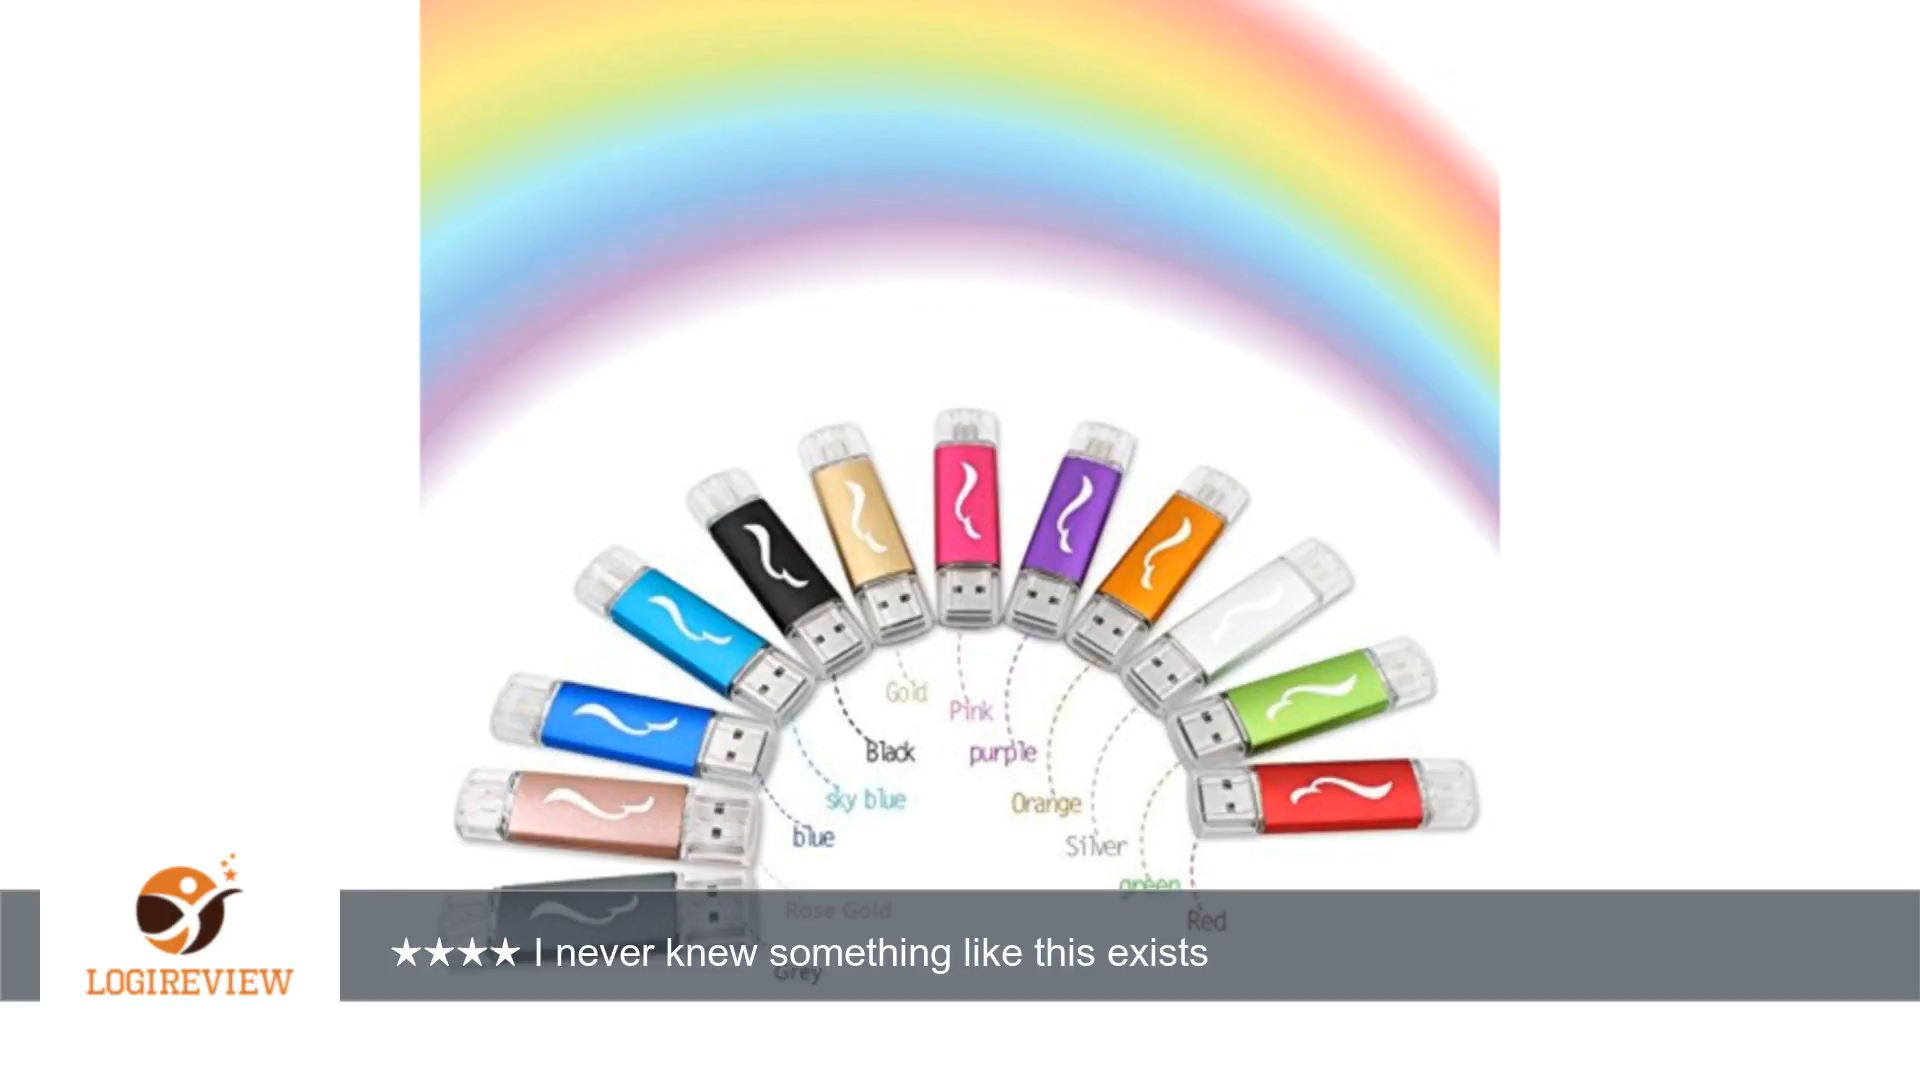 Gold
Pink
Black
purple
sky blue
Orange
blue
Silver
green
Rose Gold
Red
★★★★ I never knew something like this exists
Grey
LOGIREVIEW